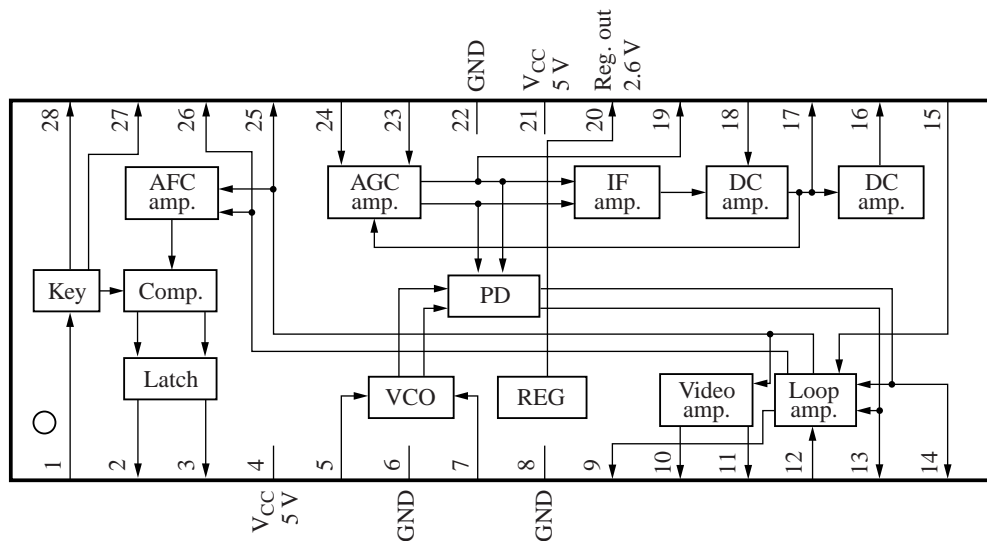 GND
VCC
5 V
Reg. out
2.6 V
28
27
26
25
24
23
22
21
20
19
18
17
16
15
AFC
amp.
AGC
amp.
IF
amp.
DC
amp.
DC
amp.
Key
Comp.
PD
Latch
VCO
REG
Video
amp.
Loop
amp.
1
2
3
4
5
6
7
8
9
10
11
12
13
14
VCC
5 V
GND
GND